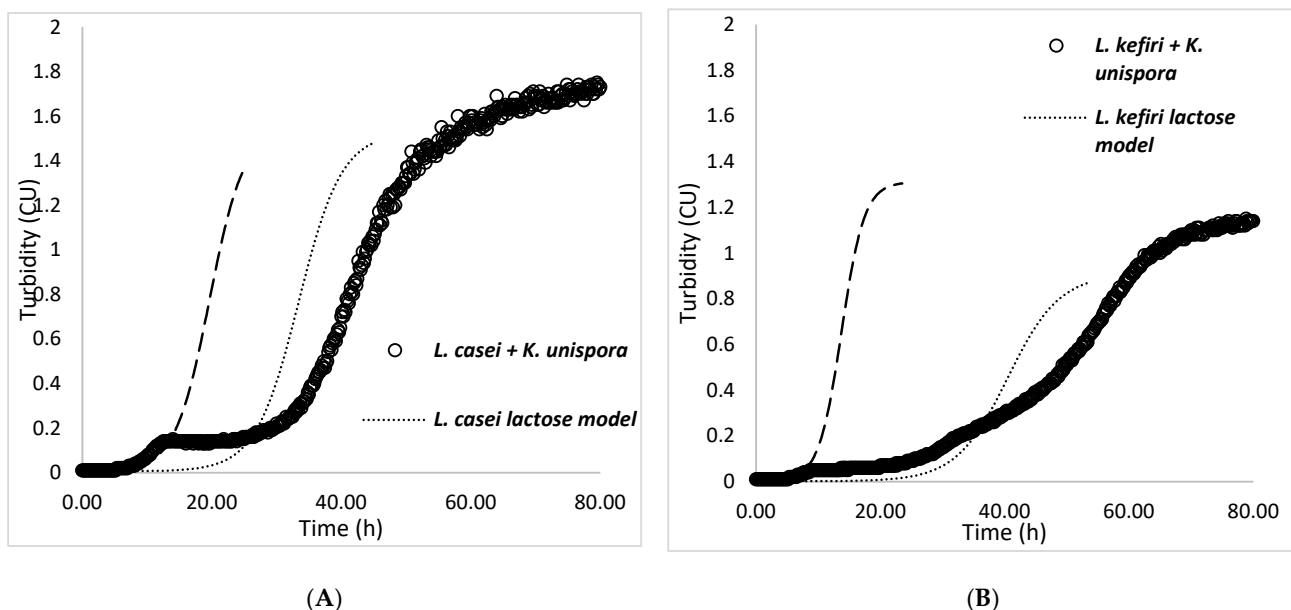 2
1.8
1.6
1.4
1.2
1
0.8
0.6
0.4
0.2
0
Turbidity (CU)
L. casei + K. unispora
L. casei lactose model
0.00
20.00
40.00
60.00
80.00
Time (h)
(A)
2
1.8
1.6
1.4
1.2
1
0.8
0.6
0.4
0.2
0
Turbidity (CU)
L. kefiri + K.
unispora
L. kefiri lactose
model
0.00
20.00
40.00
60.00
80.00
Time (h)
(B)